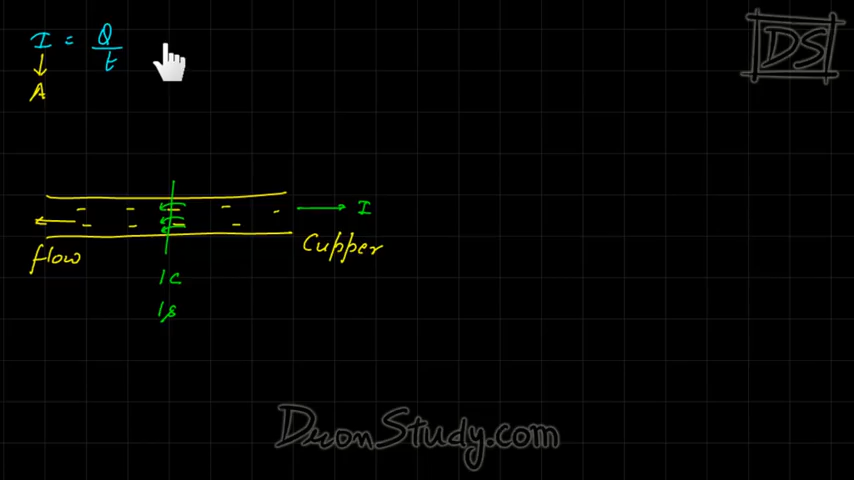 I = Q/t
DS
A
I
flow
Cupper
1C
1s
DronStudy.com